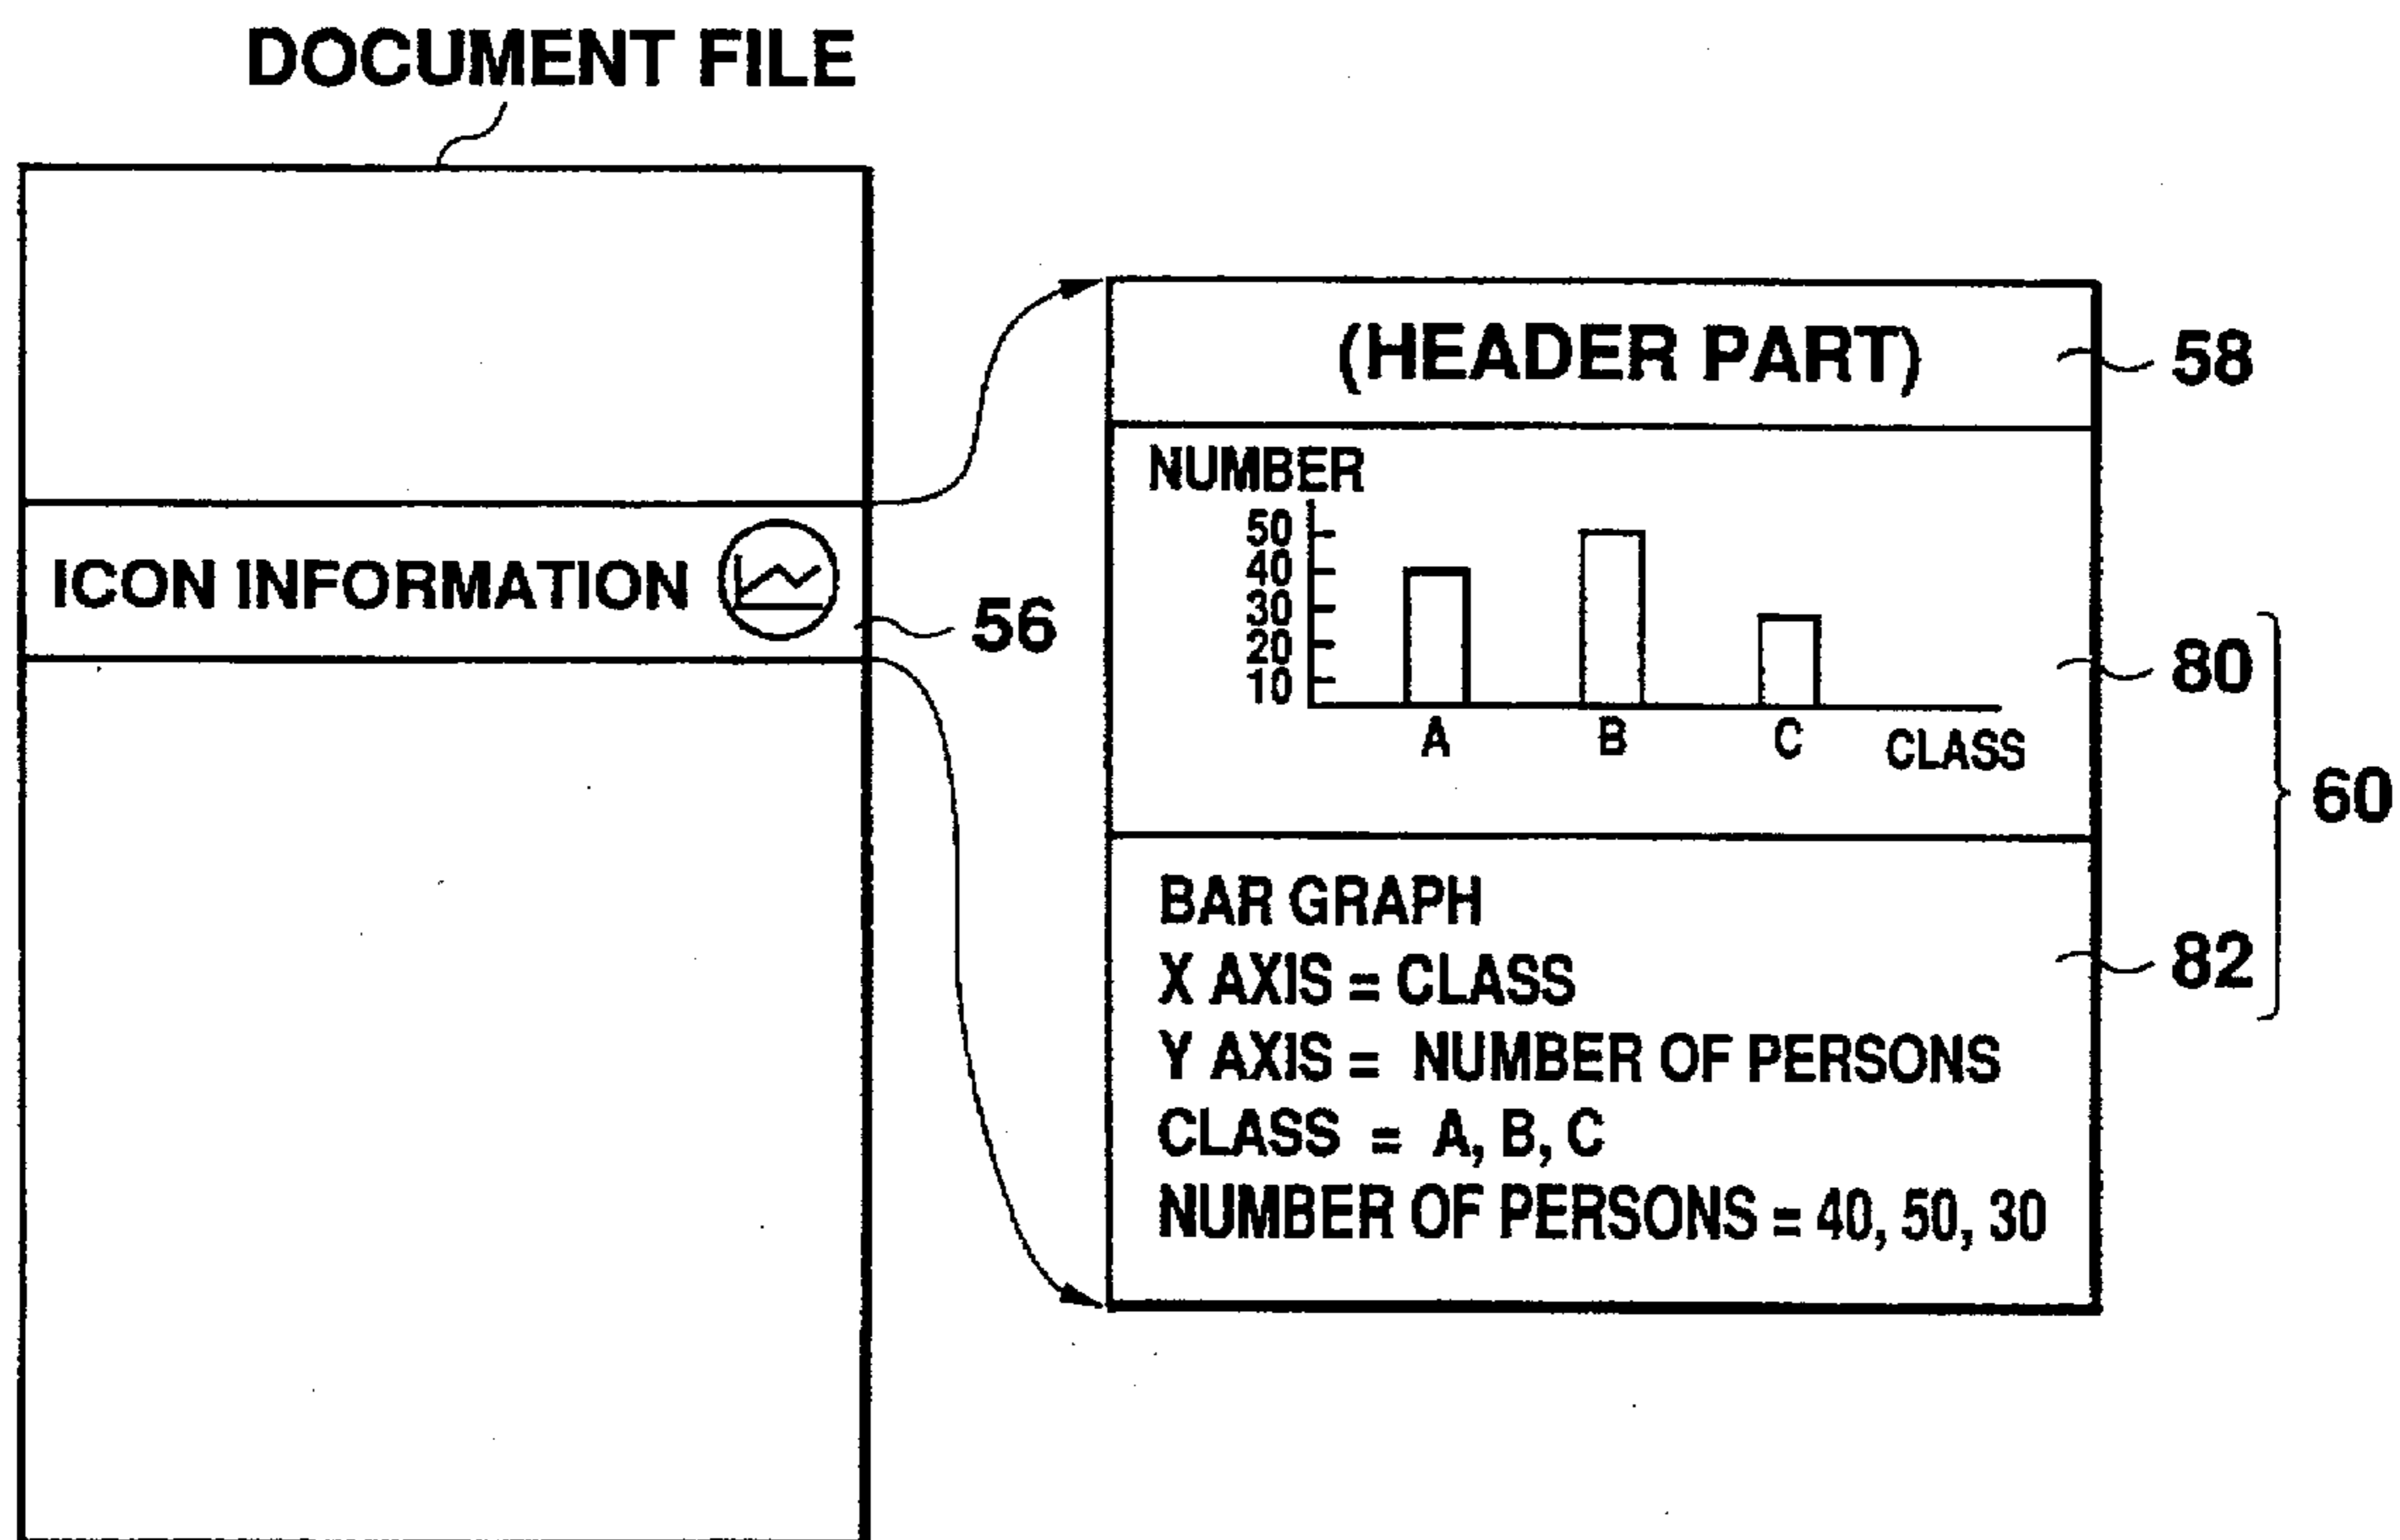 DOCUMENT FILE
ICON INFORMATION
56
(HEADER PART)
58
NUMBER
50
40
30
20
10
A B C CLASS
80
60
BAR GRAPH
X AXIS = CLASS
82
Y AXIS = NUMBER OF PERSONS
CLASS = A, B, C
NUMBER OF PERSONS = 40, 50, 30